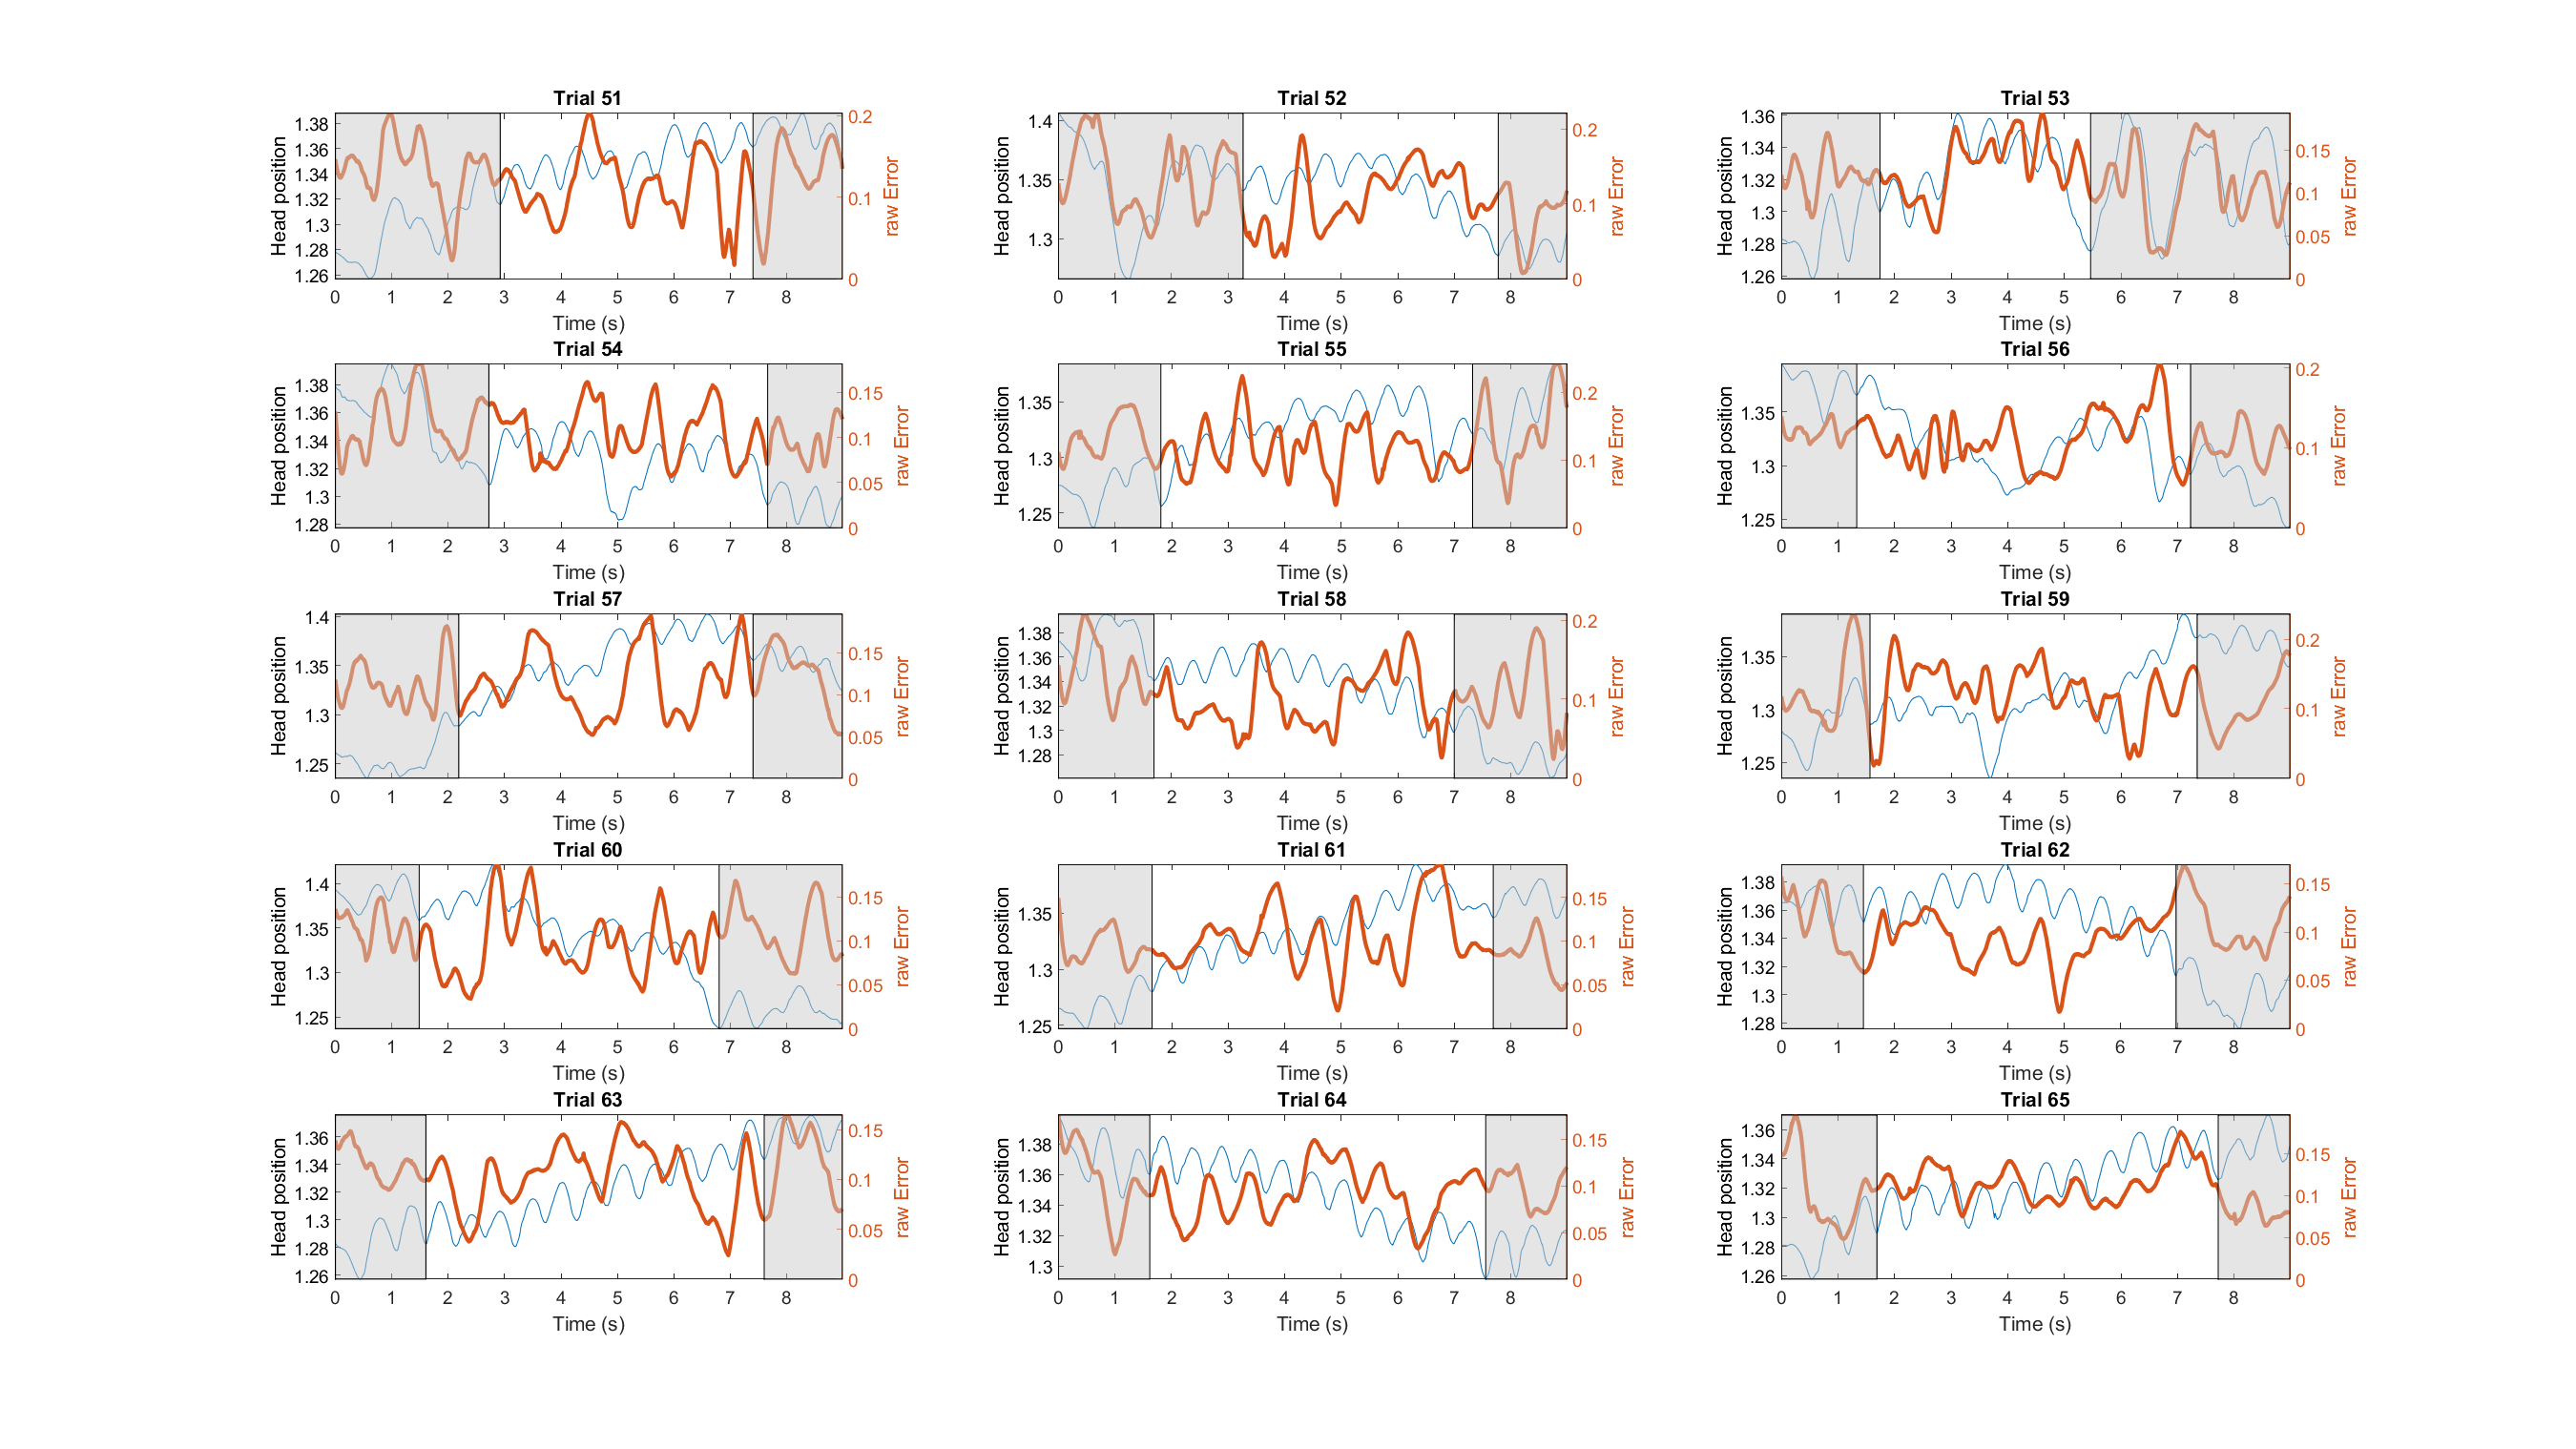 Trial 51
Head position
1.38
1.36
1.34
1.32
1.3
1.28
1.26
0.2
0.1
0
raw Error
0 1 2 3 4 5 6 7 8
Time (s)
Trial 52
Head position
1.4
1.35
1.3
0.2
0.1
0
raw Error
0 1 2 3 4 5 6 7 8
Time (s)
Trial 53
Head position
1.36
1.34
1.32
1.3
1.28
1.26
0.15
0.1
0.05
0
raw Error
0 1 2 3 4 5 6 7 8
Time (s)
Trial 54
Head position
1.38
1.36
1.34
1.32
1.3
1.28
0.15
0.1
0.05
0
raw Error
0 1 2 3 4 5 6 7 8
Time (s)
Trial 55
Head position
1.35
1.3
1.25
0.2
0.1
0
raw Error
0 1 2 3 4 5 6 7 8
Time (s)
Trial 56
Head position
1.35
1.3
1.25
0.2
0.1
0
raw Error
0 1 2 3 4 5 6 7 8
Time (s)
Trial 57
Head position
1.4
1.35
1.3
1.25
0.15
0.1
0.05
0
raw Error
0 1 2 3 4 5 6 7 8
Time (s)
Trial 58
Head position
1.38
1.36
1.34
1.32
1.3
1.28
0.2
0.1
0
raw Error
0 1 2 3 4 5 6 7 8
Time (s)
Trial 59
Head position
1.35
1.3
1.25
0.2
0.1
0
raw Error
0 1 2 3 4 5 6 7 8
Time (s)
Trial 60
Head position
1.4
1.35
1.3
1.25
0.15
0.1
0.05
0
raw Error
0 1 2 3 4 5 6 7 8
Time (s)
Trial 61
Head position
1.35
1.3
1.25
0.15
0.1
0.05
0
raw Error
0 1 2 3 4 5 6 7 8
Time (s)
Trial 62
Head position
1.38
1.36
1.34
1.32
1.3
1.28
0.15
0.1
0.05
0
raw Error
0 1 2 3 4 5 6 7 8
Time (s)
Trial 63
Head position
1.36
1.34
1.32
1.3
1.28
1.26
0.15
0.1
0.05
0
raw Error
0 1 2 3 4 5 6 7 8
Time (s)
Trial 64
Head position
1.38
1.36
1.34
1.32
1.3
0.15
0.1
0.05
0
raw Error
0 1 2 3 4 5 6 7 8
Time (s)
Trial 65
Head position
1.36
1.34
1.32
1.3
1.28
1.26
0.15
0.1
0.05
0
raw Error
0 1 2 3 4 5 6 7 8
Time (s)